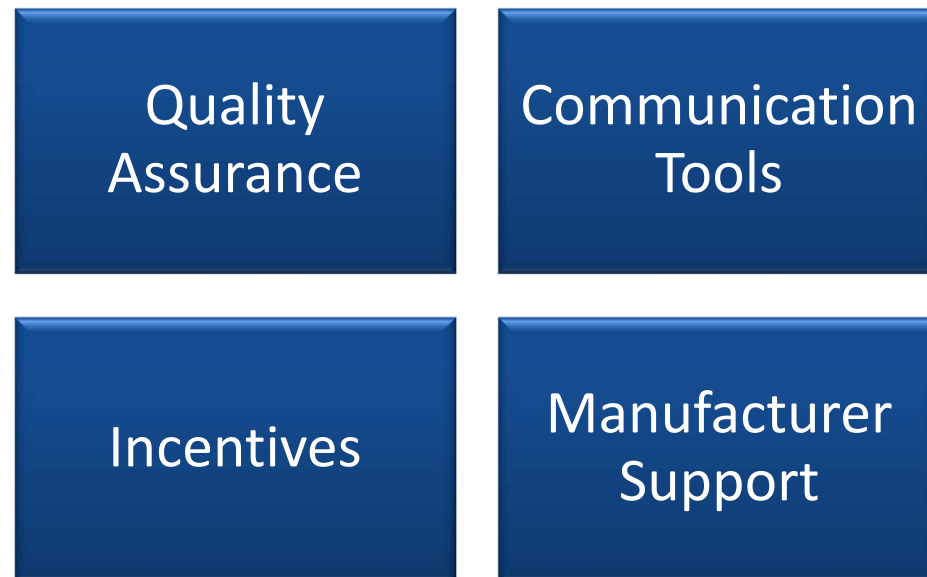 Quality
Assurance
Communication
Tools
Incentives
Manufacturer
Support